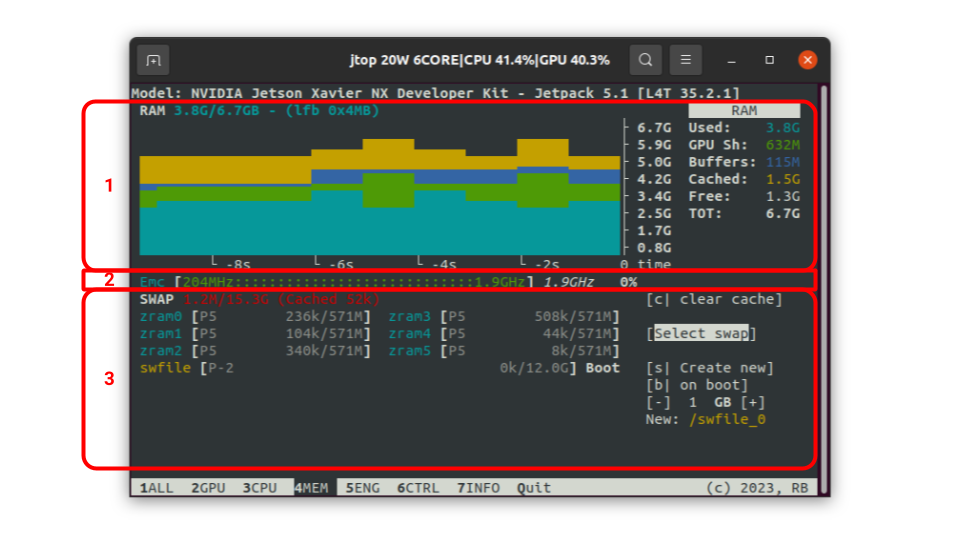 jtop 20W 6CORE|CPU 41.4%|GPU 40.3%
Model: NVIDIA Jetson Xavier NX Developer Kit - Jetpack 5.1 [L4T 35.2.1]
RAM 3.8G/6.7GB - (lfb 0x4MB)
RAM
6.7G Used: 3.8G
5.9G GPU Sh: 632M
1
5.0G Buffers: 115M
4.2G Cached: 1.5G
3.4G Free: 1.3G
2.5G TOT: 6.7G
1.7G
0.8G
-8s -6s -4s -2s 0 time
2
Emc [204MHz:::::::::::::::::::::::::::::1.9GHz] 1.9GHz 0%
SWAP 1.2M/15.3G (Cached 52k)
[c| clear cache]
zram0 [P5 236k/571M] zram3 [P5 508k/571M]
zram1 [P5 104k/571M] zram4 [P5 44k/571M]
[Select swap]
zram2 [P5 340k/571M] zram5 [P5 8k/571M]
3
swfile [P-2 0k/12.0G] Boot
[s| Create new]
[b| on boot]
[-] 1 GB [+]
New: /swfile_0
1ALL 2GPU 3CPU 4MEM 5ENG 6CTRL 7INFO Quit (c) 2023, RB